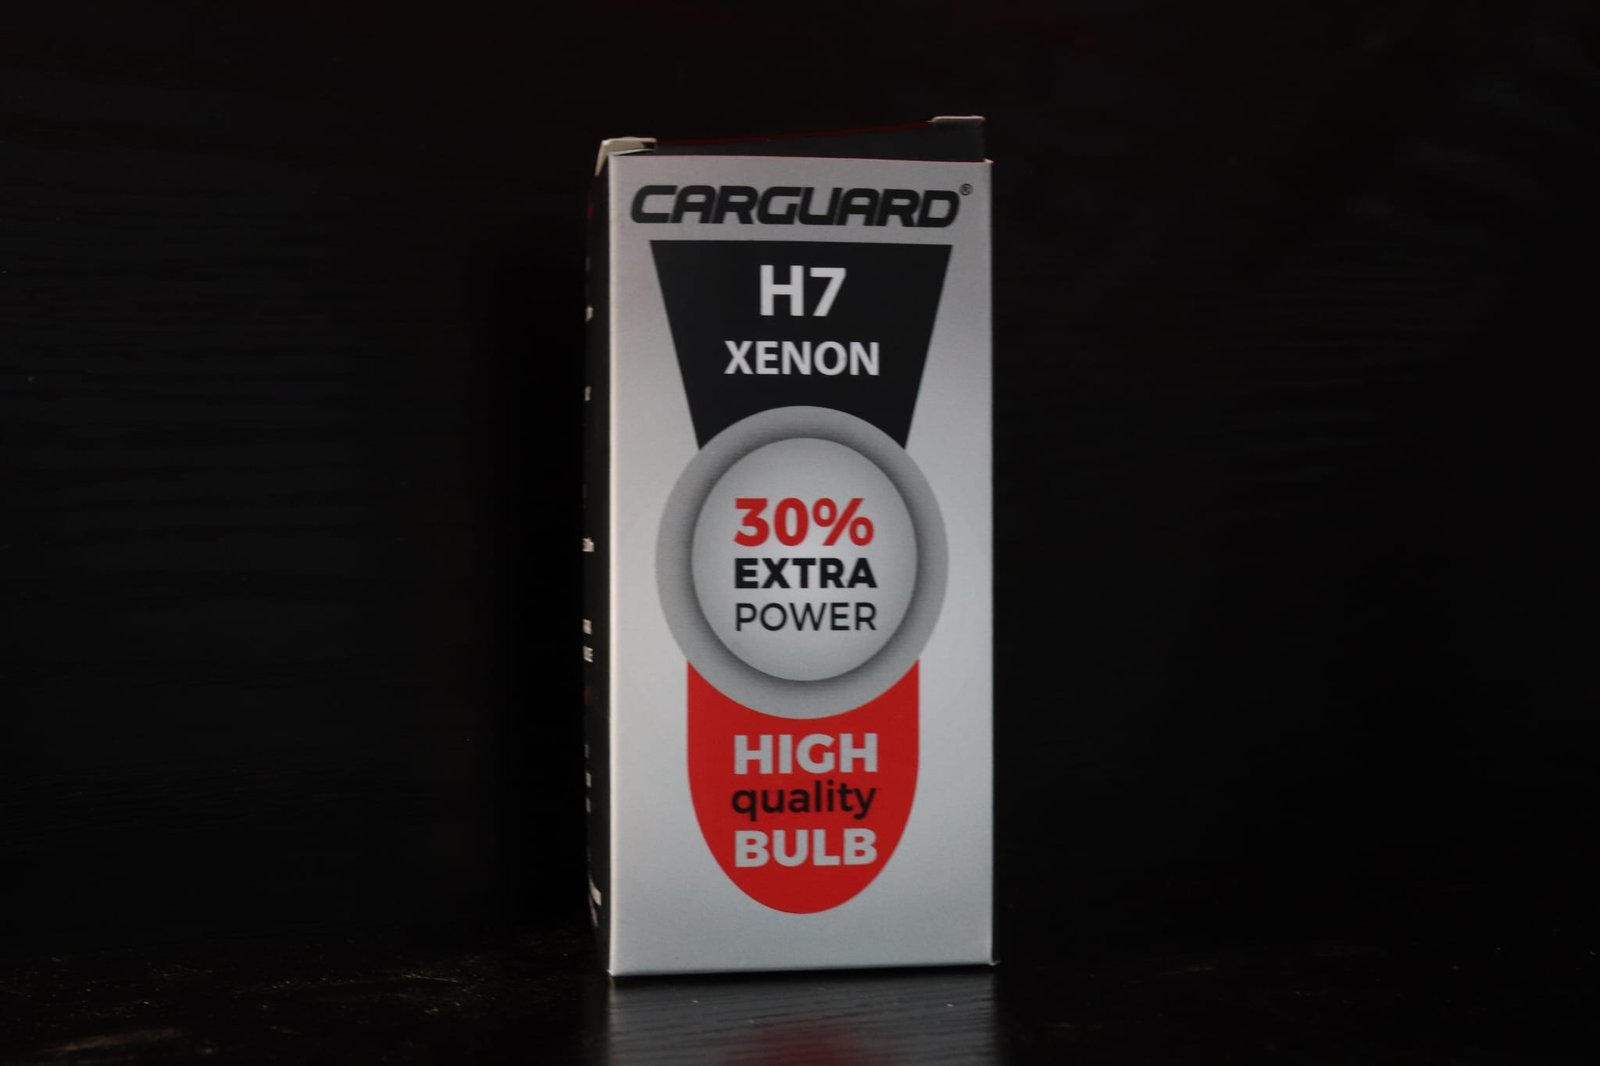 CARGUARD®
H7
XENON
30%
EXTRA
POWER
HIGH
quality
BULB